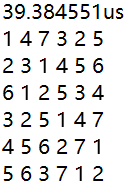 39.384551us
1 4 7 3 2 5
2 3 1 4 5 6
6 1 2 5 3 4
3 2 5 1 4 7
4 5 6 2 7 1
5 6 3 7 1 2